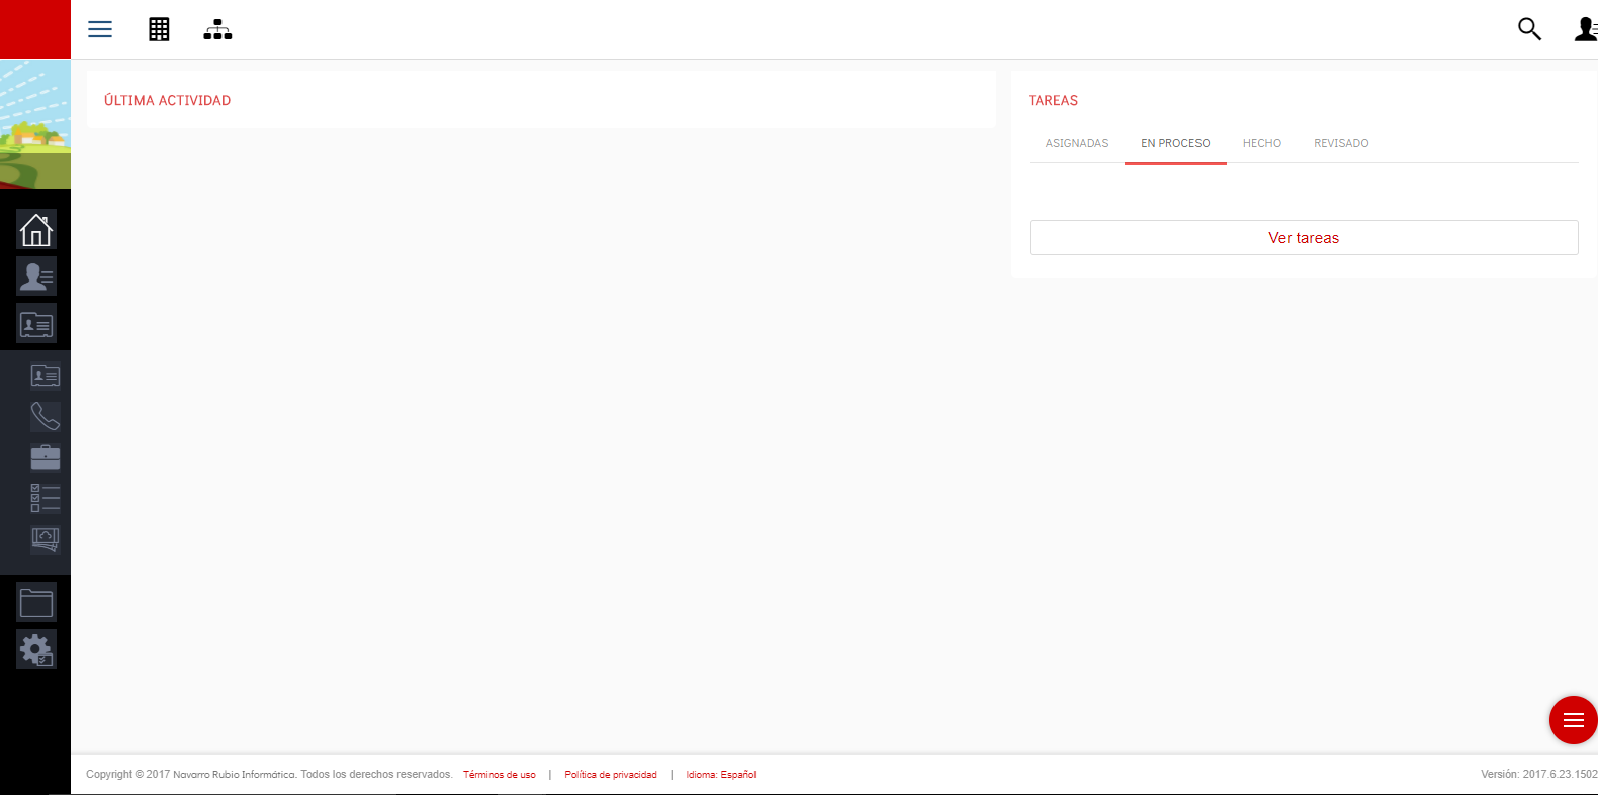 ÚLTIMA ACTIVIDAD
TAREAS
ASIGNADAS EN PROCESO HECHO REVISADO
Ver tareas
Copyright © 2017 Navarro Rubio Informática. Todos los derechos reservados. Términos de uso | Política de privacidad | Idioma: Español Versión: 2017.6.23.1502